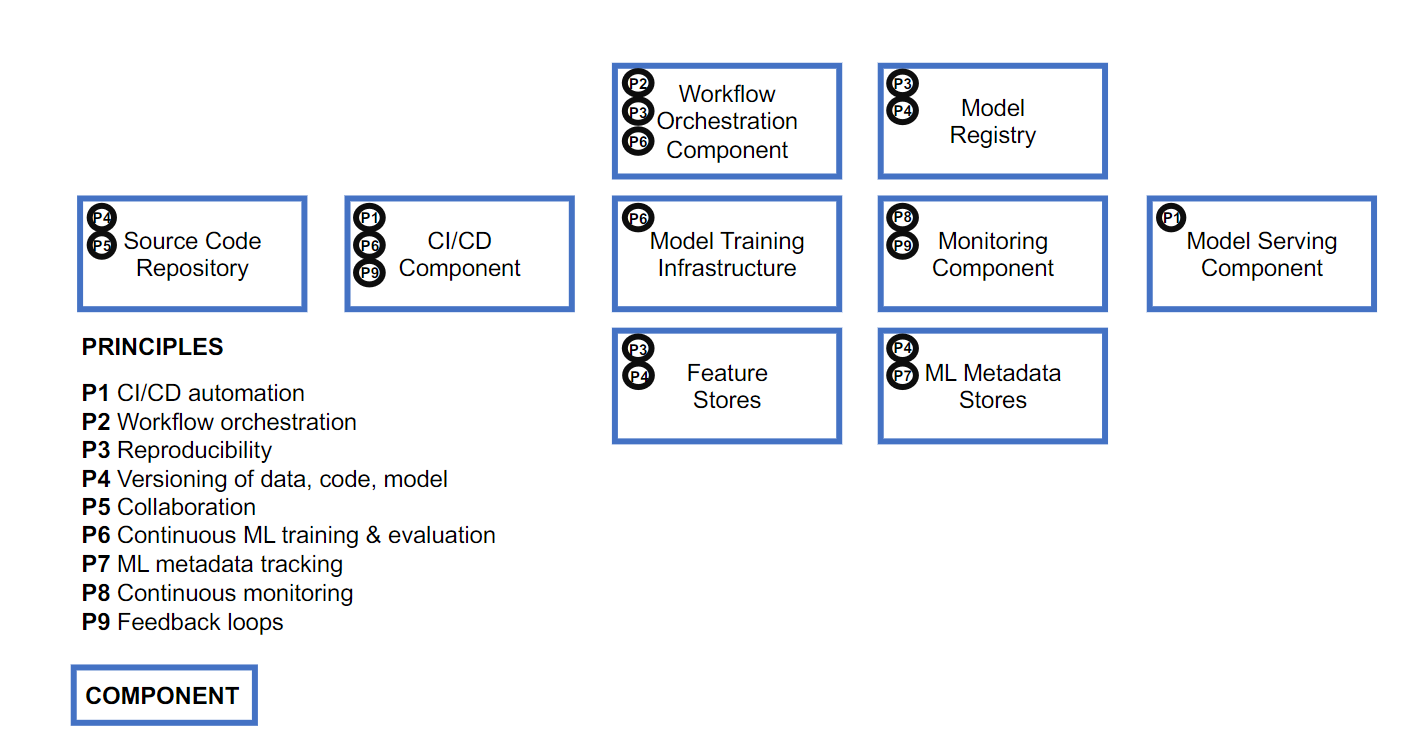 P2
P3
P6
Workflow
Orchestration
Component
P3
P4
Model
Registry
P4
P5
Source Code
Repository
P1
P6
P9
CI/CD
Component
P6
Model Training
Infrastructure
P8
P9
Monitoring
Component
P1
Model Serving
Component
P3
P4
Feature
Stores
P4
P7
ML Metadata
Stores
PRINCIPLES
P1 CI/CD automation
P2 Workflow orchestration
P3 Reproducibility
P4 Versioning of data, code, model
P5 Collaboration
P6 Continuous ML training & evaluation
P7 ML metadata tracking
P8 Continuous monitoring
P9 Feedback loops
COMPONENT